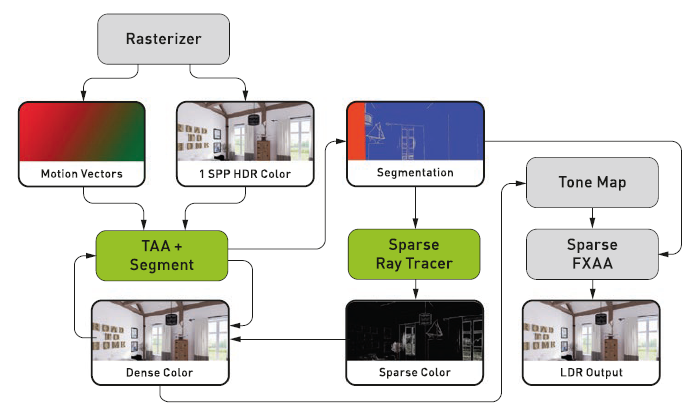 Rasterizer
Motion Vectors
1 SPP HDR Color
Segmentation
Tone Map
TAA +
Segment
Sparse
Ray Tracer
Sparse
FXAA
Dense Color
Sparse Color
LDR Output